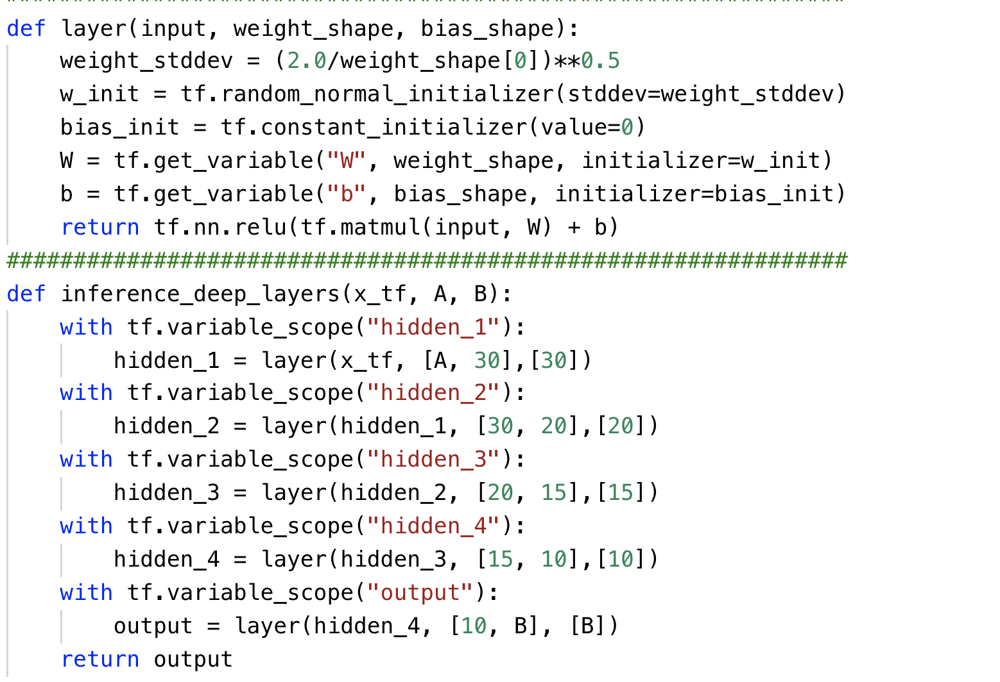 def layer(input, weight_shape, bias_shape):
    weight_stddev = (2.0/weight_shape[0])**0.5
    w_init = tf.random_normal_initializer(stddev=weight_stddev)
    bias_init = tf.constant_initializer(value=0)
    W = tf.get_variable("W", weight_shape, initializer=w_init)
    b = tf.get_variable("b", bias_shape, initializer=bias_init)
    return tf.nn.relu(tf.matmul(input, W) + b)
###############################################################
def inference_deep_layers(x_tf, A, B):
    with tf.variable_scope("hidden_1"):
        hidden_1 = layer(x_tf, [A, 30],[30])
    with tf.variable_scope("hidden_2"):
        hidden_2 = layer(hidden_1, [30, 20],[20])
    with tf.variable_scope("hidden_3"):
        hidden_3 = layer(hidden_2, [20, 15],[15])
    with tf.variable_scope("hidden_4"):
        hidden_4 = layer(hidden_3, [15, 10],[10])
    with tf.variable_scope("output"):
        output = layer(hidden_4, [10, B], [B])
    return output